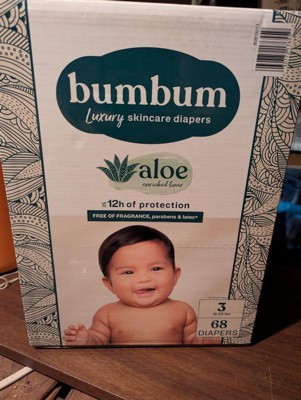 bumbum
Luxury skincare diapers
aloe
enriched liner
12h of protection
FREE OF FRAGRANCE, parabens & latex*
3
68
DIAPERS